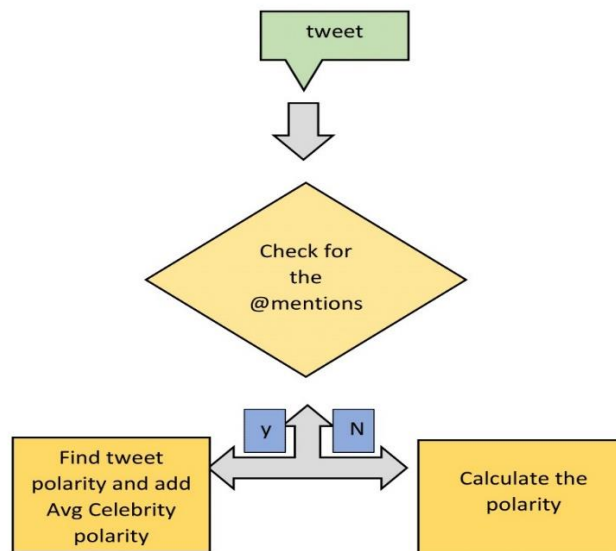 tweet
Check for
the
@mentions
y
N
Find tweet
polarity and add
Avg Celebrity
polarity
Calculate the
polarity